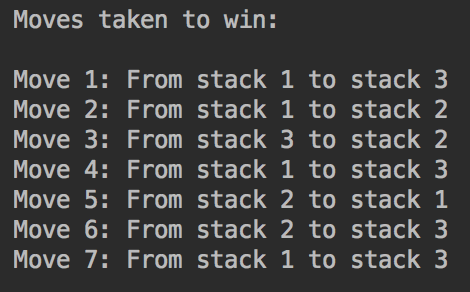 Moves taken to win:
Move 1: From stack 1 to stack 3
Move 2: From stack 1 to stack 2
Move 3: From stack 3 to stack 2
Move 4: From stack 1 to stack 3
Move 5: From stack 2 to stack 1
Move 6: From stack 2 to stack 3
Move 7: From stack 1 to stack 3